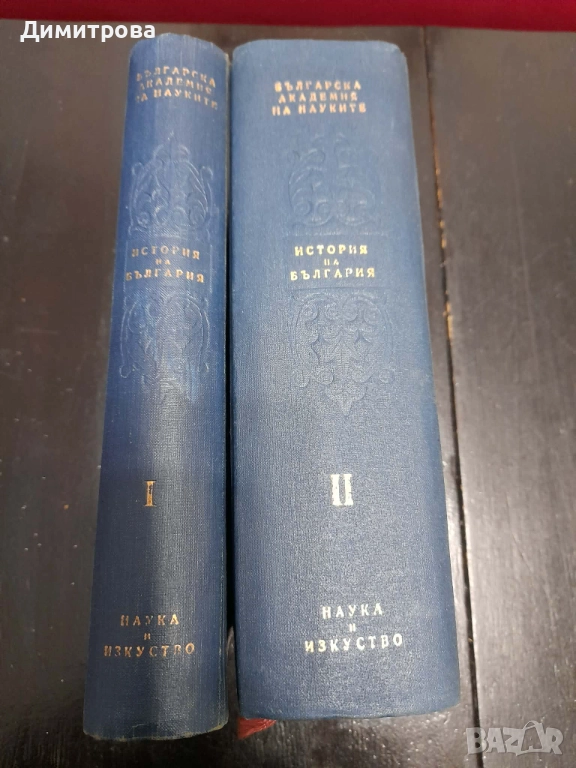 Димитрова
БЪЛГАРСКА
АКАДЕМИЯ
НА НАУКИТЕ
ИСТОРИЯ
НА
БЪЛГАРИЯ
I
НАУКА
И
ИЗКУСТВО
БЪЛГАРСКА
АКАДЕМИЯ
НА НАУКИТЕ
ИСТОРИЯ
НА
БЪЛГАРИЯ
II
НАУКА
И
ИЗКУСТВО
BAZAR